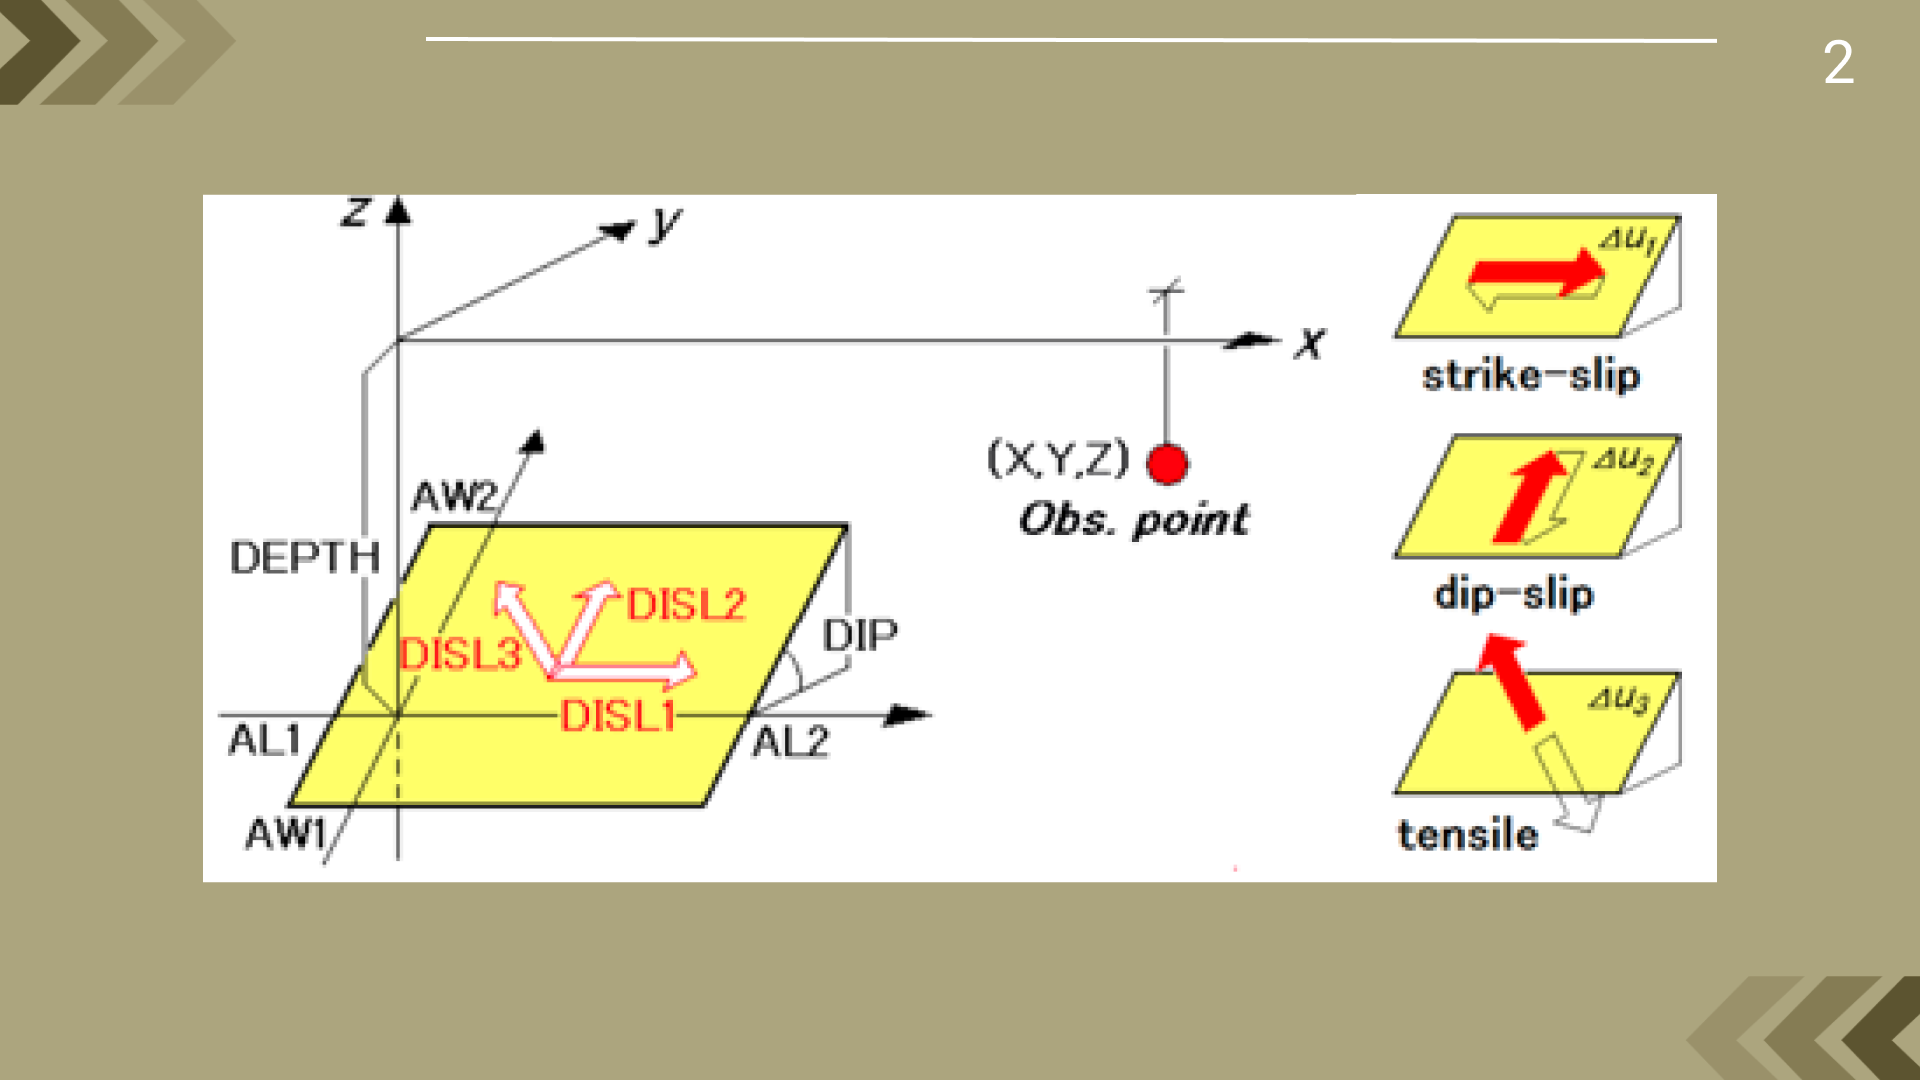 2
z
y
x
(X,Y,Z)
Obs. point
DEPTH
AW2
DISL2
DISL3
DISL1
DIP
AL1
AL2
AW1
Δu1
strike-slip
Δu2
dip-slip
Δu3
tensile